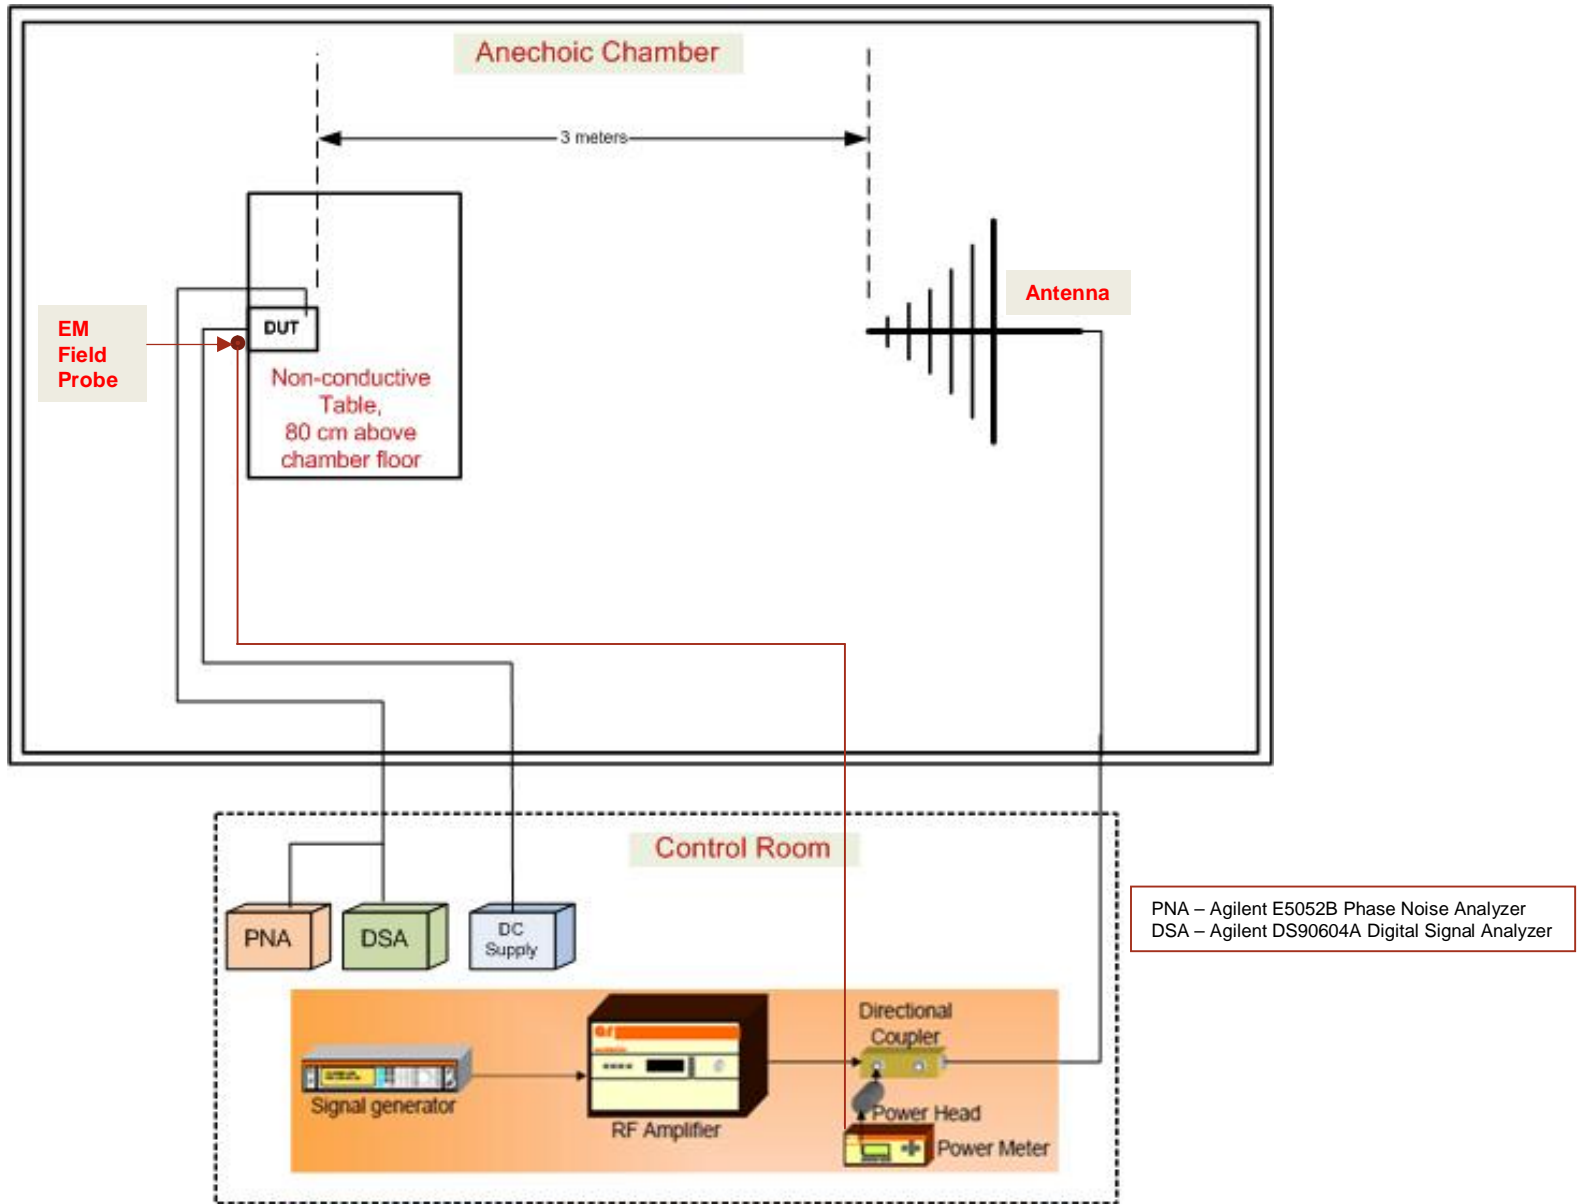 Anechoic Chamber
3 meters
Antenna
EM
Field
Probe
DUT
Non-conductive
Table,
80 cm above
chamber floor
Control Room
PNA
DSA
DC
Supply
PNA – Agilent E5052B Phase Noise Analyzer
DSA – Agilent DS90604A Digital Signal Analyzer
Directional
Coupler
Signal generator
RF Amplifier
Power Head
Power Meter